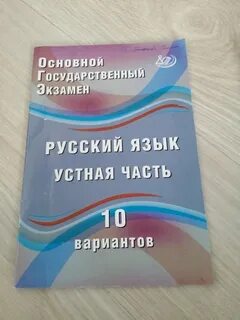 Основной
Государственный
Экзамен
РУССКИЙ ЯЗЫК
УСТНАЯ ЧАСТЬ
10
вариантов